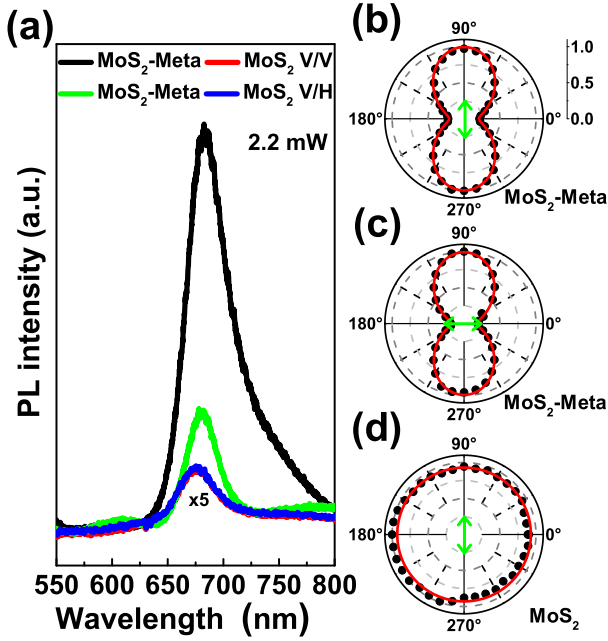 (a)
MoS2-Meta
MoS2 V/V
MoS2-Meta
MoS2 V/H
2.2 mW
x5
PL intensity (a.u.)
550 600 650 700 750 800
Wavelength (nm)
(b)
90°
180°
0°
270°
1.0
0.5
0.0
MoS2-Meta
(c)
90°
180°
0°
270°
MoS2-Meta
(d)
90°
180°
0°
270°
MoS2